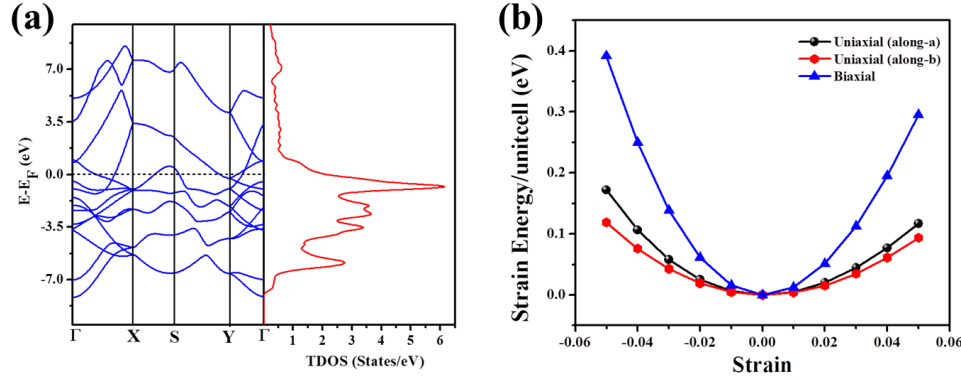 (a)
7.0
3.5
0.0
-3.5
-7.0
E-E_F (eV)
Γ X S Y Γ
1 2 3 4 5 6
TDOS (States/eV)
(b)
Uniaxial (along-a)
Uniaxial (along-b)
Biaxial
0.4
0.3
0.2
0.1
0.0
Strain Energy/unitcell (eV)
-0.06 -0.04 -0.02 0.00 0.02 0.04 0.06
Strain